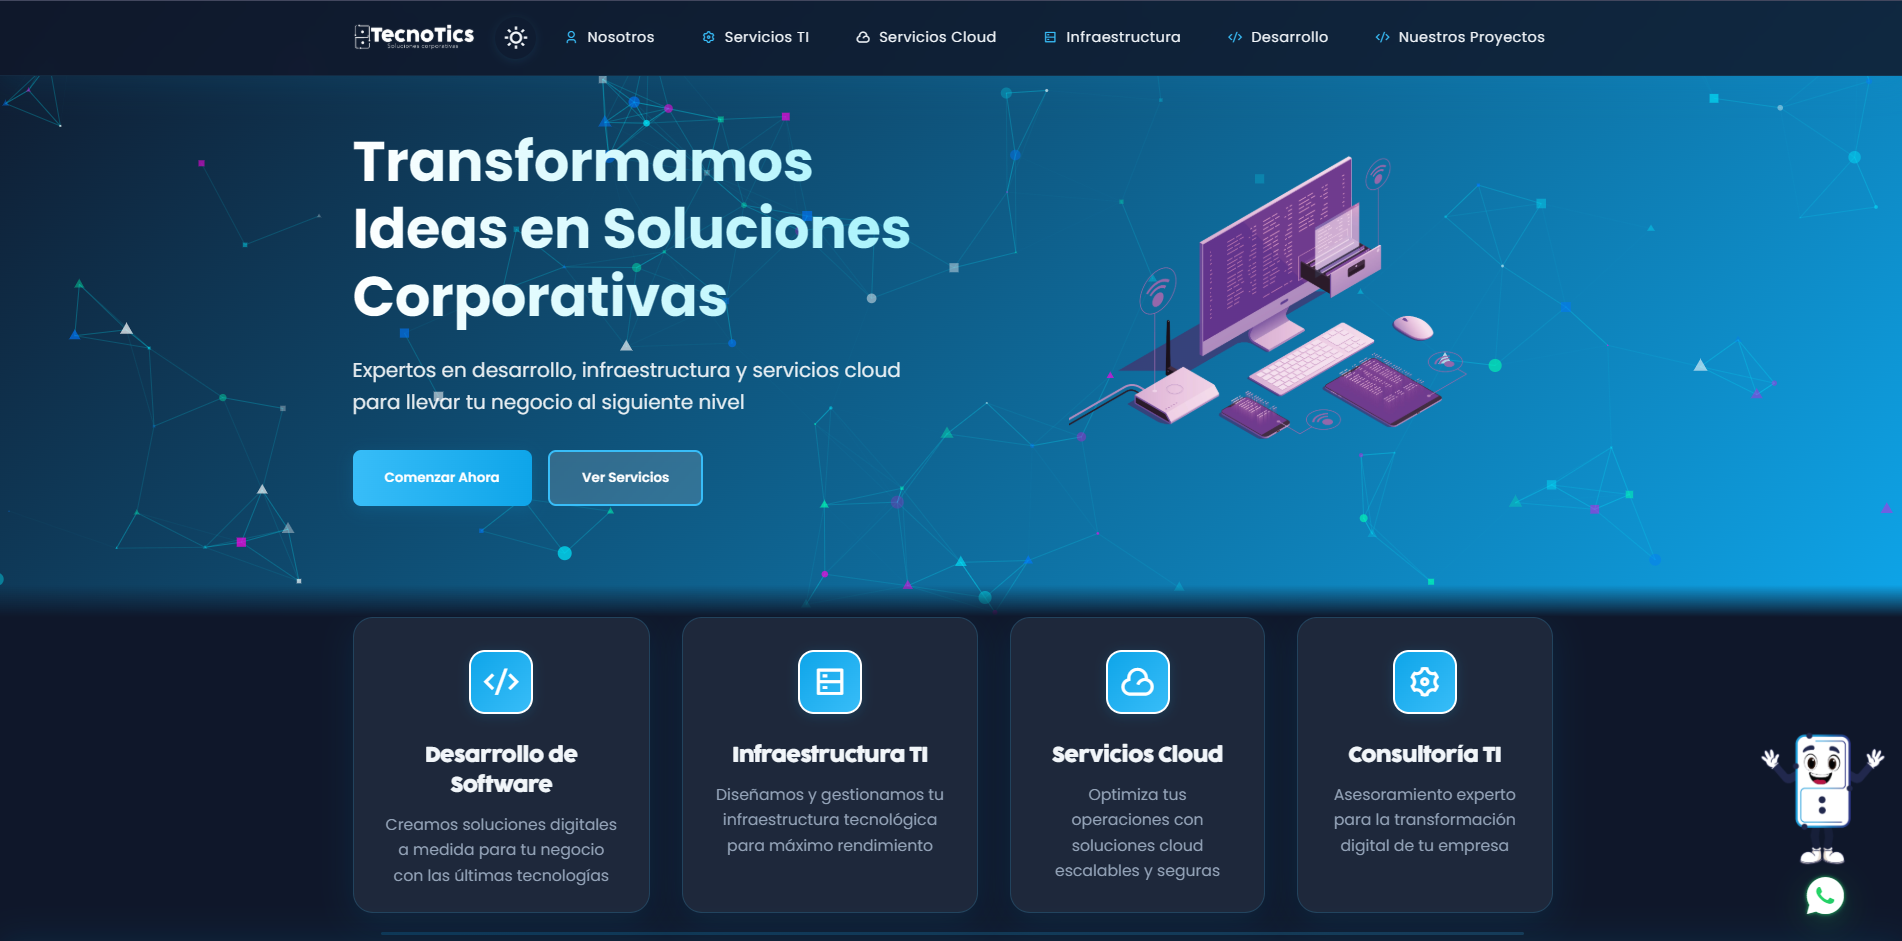 TecnoTics
Soluciones corporativas
Nosotros
Servicios TI
Servicios Cloud
Infraestructura
Desarrollo
Nuestros Proyectos
Transformamos
Ideas en Soluciones
Corporativas
Expertos en desarrollo, infraestructura y servicios cloud
para llevar tu negocio al siguiente nivel
Comenzar Ahora
Ver Servicios
Desarrollo de
Software
Creamos soluciones digitales
a medida para tu negocio
con las últimas tecnologías
Infraestructura TI
Diseñamos y gestionamos tu
infraestructura tecnológica
para máximo rendimiento
Servicios Cloud
Optimiza tus
operaciones con
soluciones cloud
escalables y seguras
Consultoría TI
Asesoramiento experto
para la transformación
digital de tu empresa